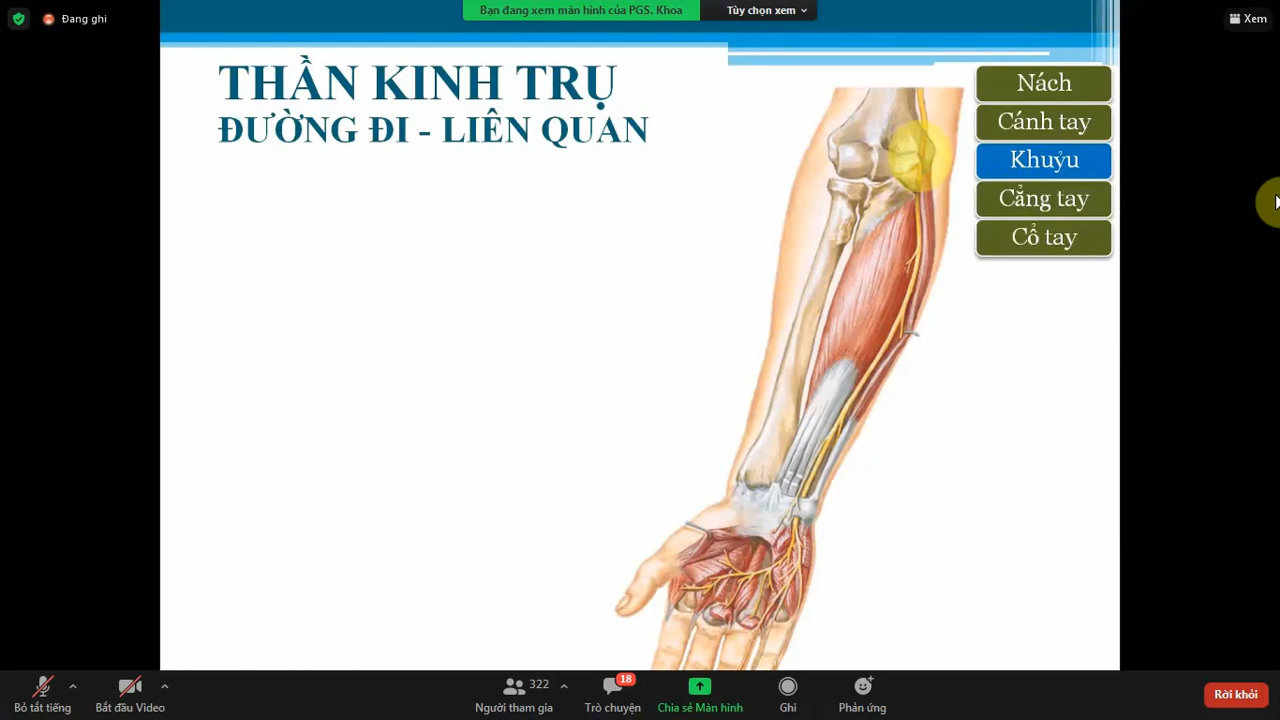 Đang ghi
Bạn đang xem màn hình của PGS. Khoa
Tùy chọn xem
Xem
THẦN KINH TRỤ
ĐƯỜNG ĐI - LIÊN QUAN
Nách
Cánh tay
Khuỷu
Cẳng tay
Cổ tay
Bỏ tắt tiếng
Bắt đầu Video
322
Người tham gia
18
Trò chuyện
Chia sẻ Màn hình
Ghi
Phản ứng
Rời khỏi